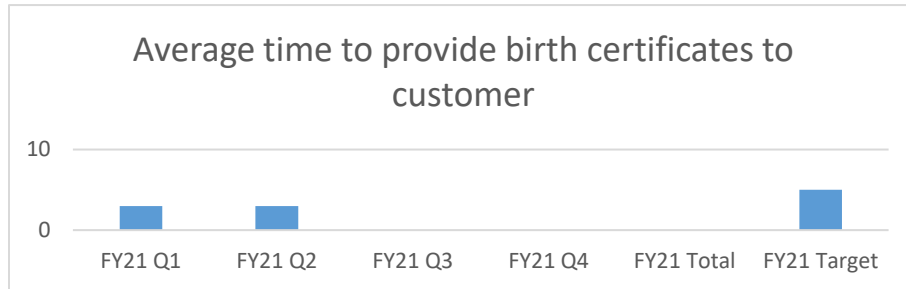 Average time to provide birth certificates to
customer
10
0
FY21 Q1 FY21 Q2 FY21 Q3 FY21 Q4 FY21 Total FY21 Target